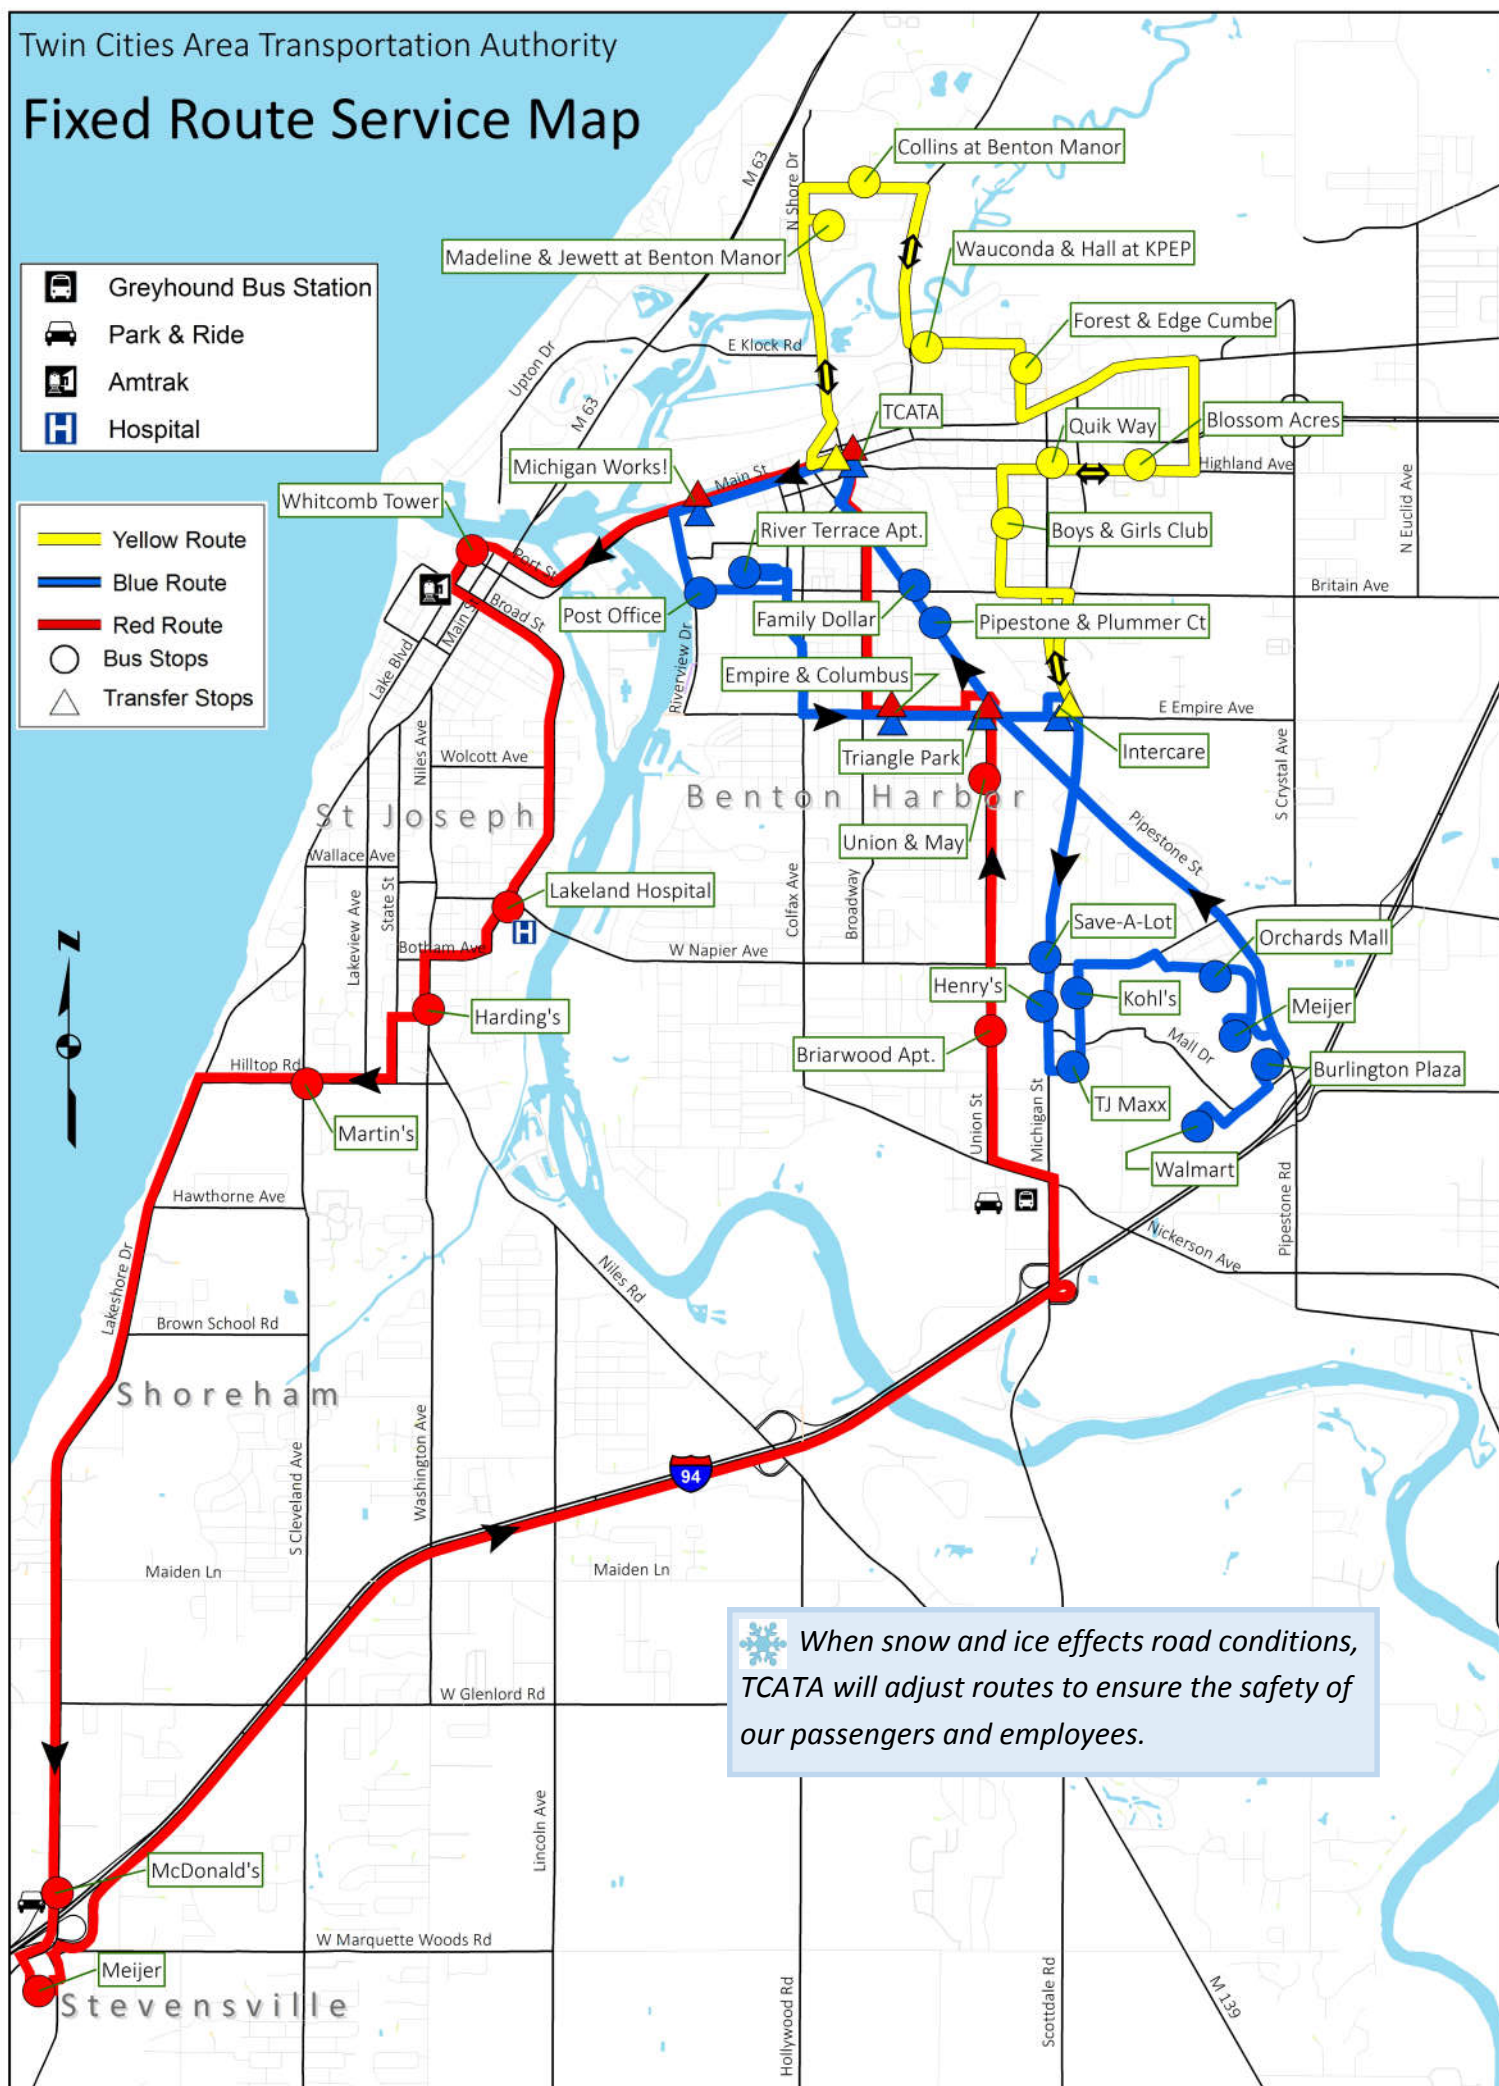 Twin Cities Area Transportation Authority
Fixed Route Service Map
Greyhound Bus Station
Park & Ride
Amtrak
H Hospital
Yellow Route
Blue Route
Red Route
Bus Stops
Transfer Stops
Collins at Benton Manor
M 63
N Shore Dr
Madeline & Jewett at Benton Manor
Wauconda & Hall at KPEP
Forest & Edge Cumbe
E Klock Rd
Upton Dr
M 63
TCATA
Quik Way
Blossom Acres
Highland Ave
N Euclid Ave
Michigan Works!
Main St
Whitcomb Tower
River Terrace Apt.
Boys & Girls Club
Port St
Broad St
Main St
Lake Blvd
Post Office
Family Dollar
Pipestone & Plummer Ct
Britain Ave
Riverview Dr
Empire & Columbus
E Empire Ave
Triangle Park
Intercare
S Crystal Ave
Niles Ave
Wolcott Ave
St Joseph
Benton Harbor
Union & May
Pipestone St
Wallace Ave
Lakeview Ave
State St
Lakeland Hospital
H
Colfax Ave
Broadway
Save-A-Lot
Orchards Mall
Botham Ave
W Napier Ave
Henry's
Kohl's
Meijer
Harding's
Briarwood Apt.
Mall Dr
Burlington Plaza
Hilltop Rd
TJ Maxx
Martin's
Union St
Michigan St
Walmart
Z
Hawthorne Ave
Pipestone Rd
Nickerson Ave
Lakeshore Dr
Niles Rd
Brown School Rd
Shoreham
S Cleveland Ave
Washington Ave
94
Maiden Ln
Maiden Ln
When snow and ice effects road conditions,
TCATA will adjust routes to ensure the safety of
our passengers and employees.
W Glenlord Rd
Lincoln Ave
McDonald's
W Marquette Woods Rd
Meijer
Stevensville
Hollywood Rd
Scottdale Rd
M 139